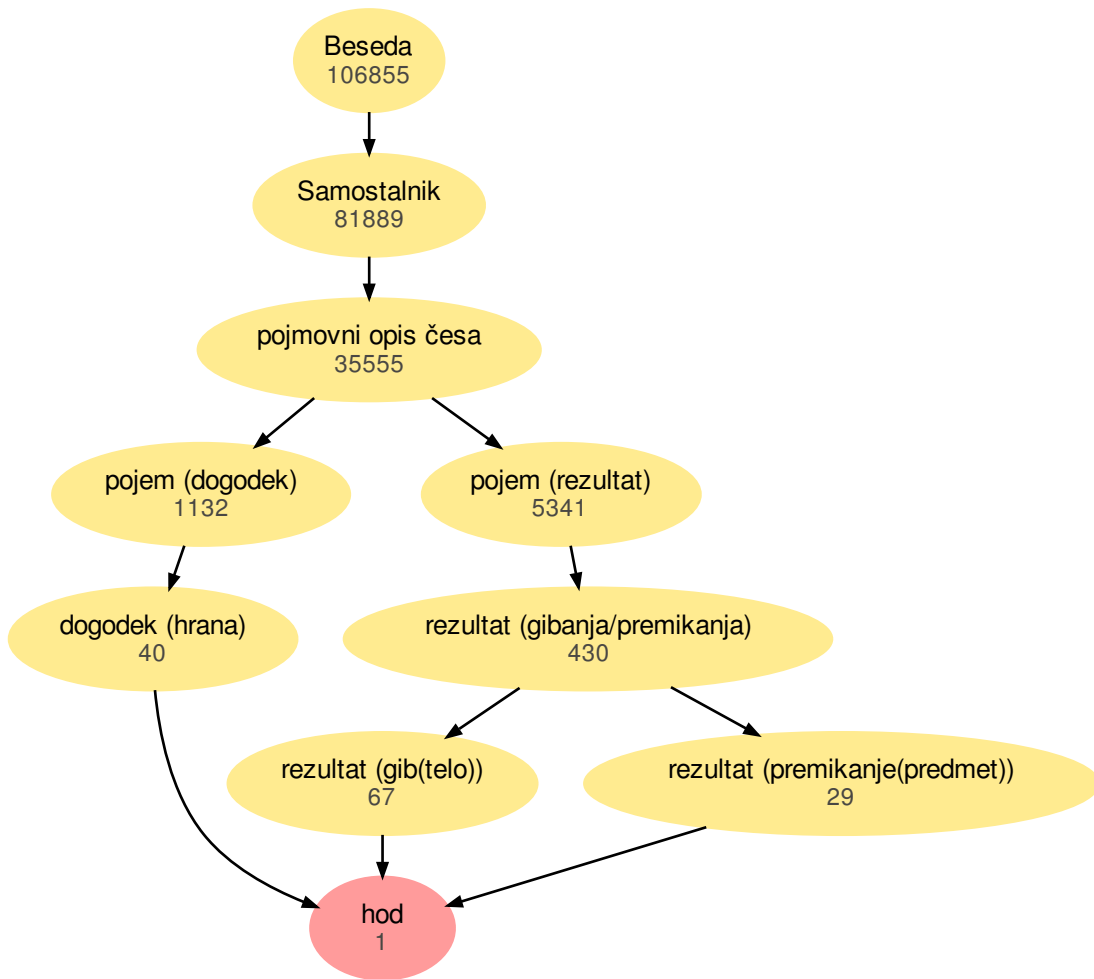 Beseda
106855
Samostalnik
81889
pojmovni opis česa
35555
pojem (dogodek)
1132
pojem (rezultat)
5341
dogodek (hrana)
40
rezultat (gibanja/premikanja)
430
rezultat (gib(telo))
67
rezultat (premikanje(predmet))
29
hod
1